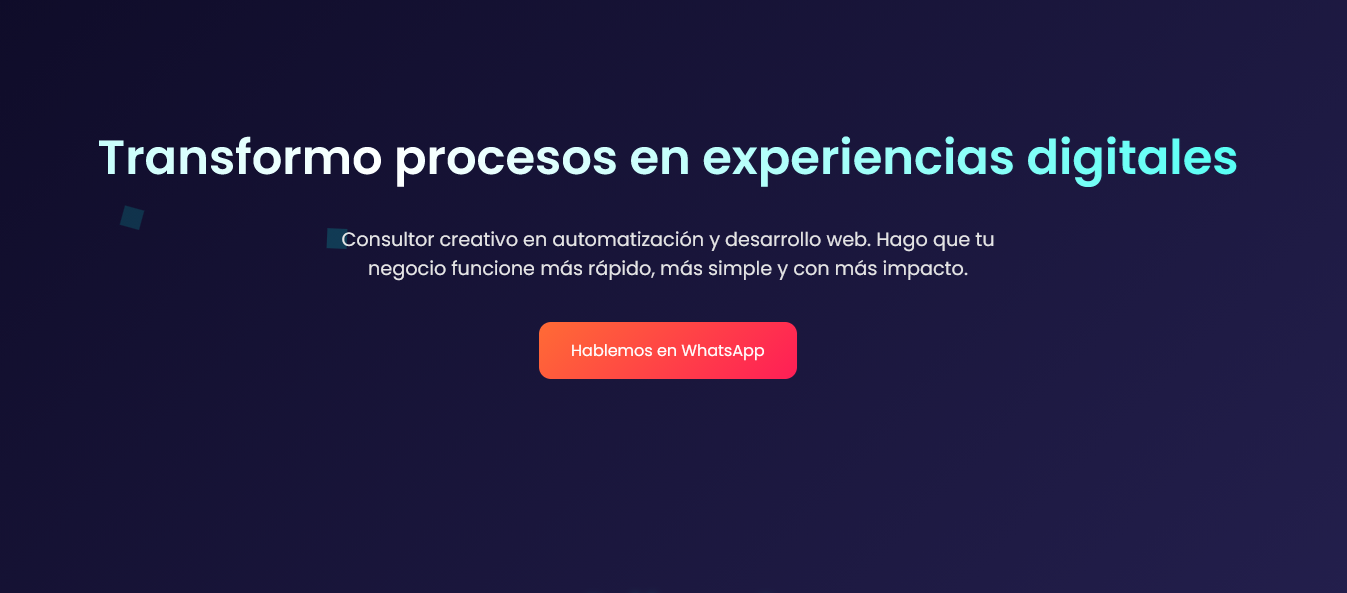 Transformo procesos en experiencias digitales
Consultor creativo en automatización y desarrollo web. Hago que tu
negocio funcione más rápido, más simple y con más impacto.
Hablemos en WhatsApp